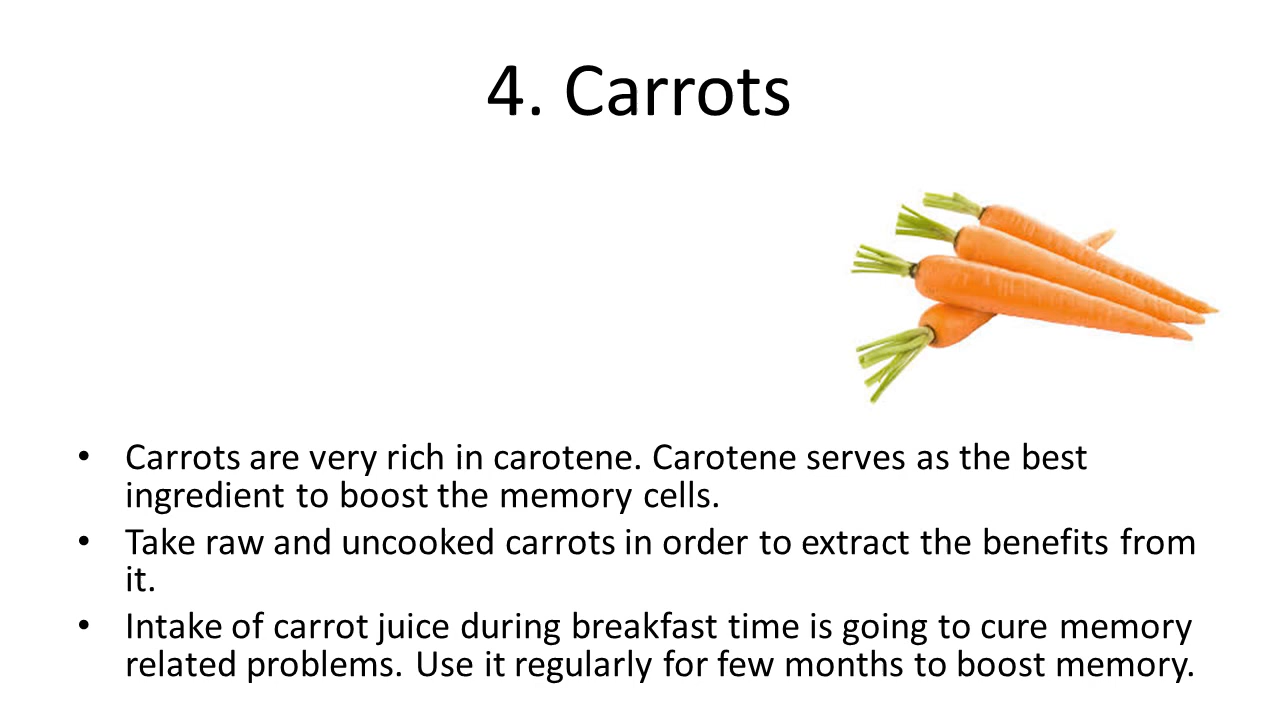 4. Carrots
• Carrots are very rich in carotene. Carotene serves as the best
ingredient to boost the memory cells.
• Take raw and uncooked carrots in order to extract the benefits from
it.
• Intake of carrot juice during breakfast time is going to cure memory
related problems. Use it regularly for few months to boost memory.